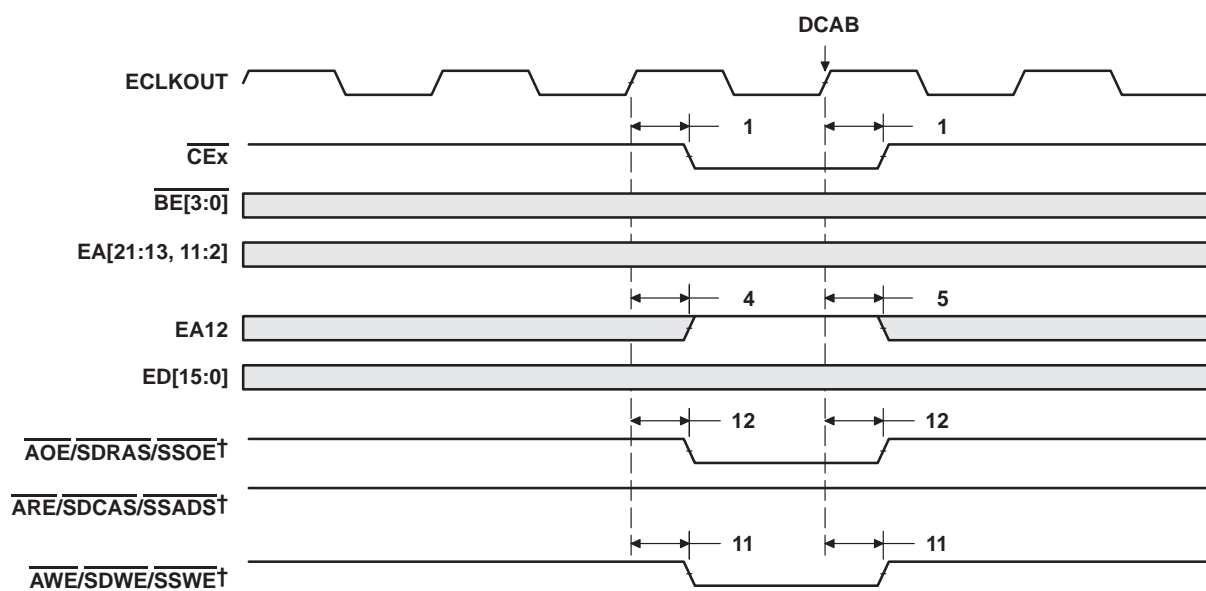 DCAB
ECLKOUT
1 1
CEx
BE[3:0]
EA[21:13, 11:2]
4 5
EA12
ED[15:0]
12 12
AOE/SDRAS/SSOE†
ARE/SDCAS/SSADS†
11 11
AWE/SDWE/SSWE†